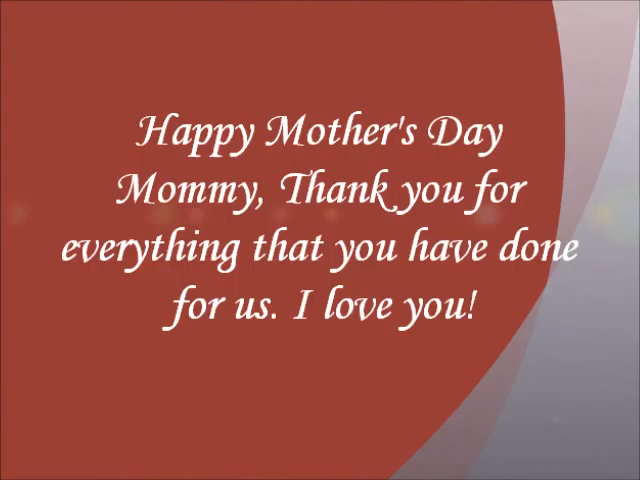 Happy Mother's Day
Mommy, Thank you for
everything that you have done
for us. I love you!